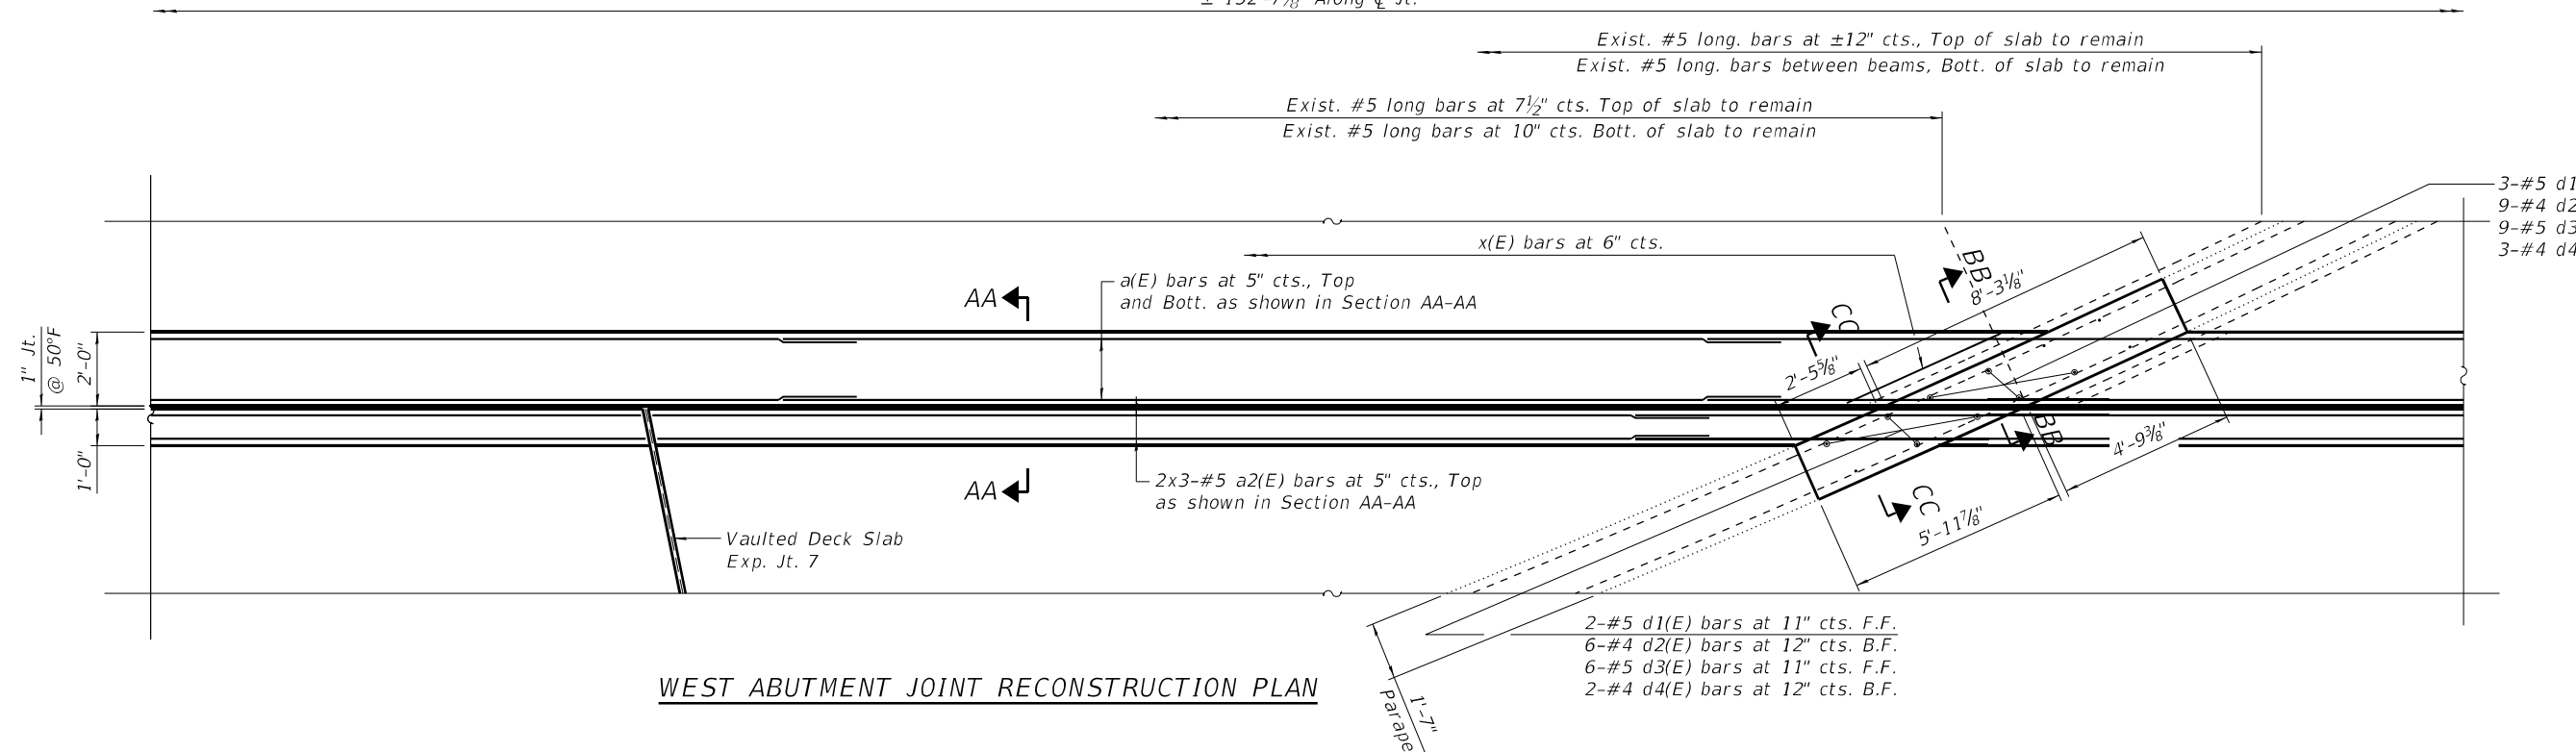 ± 132'-7⅞" Along ℄ Jt.
Exist. #5 long. bars at ±12" cts., Top of slab to remain
Exist. #5 long. bars between beams, Bott. of slab to remain
Exist. #5 long bars at 7½" cts. Top of slab to remain
Exist. #5 long bars at 10" cts. Bott. of slab to remain
3-#5 d1
9-#4 d2
9-#5 d3
3-#4 d4
x(E) bars at 6" cts.
a(E) bars at 5" cts., Top
and Bott. as shown in Section AA-AA
AA
BB
8'-3⅛"
CC
2'-5⅝"
1" Jt.
@ 50°F
2'-0"
1'-0"
AA
2x3-#5 a2(E) bars at 5" cts., Top
as shown in Section AA-AA
BB
4'-9⅜"
CC
5'-11⅞"
Vaulted Deck Slab
Exp. Jt. 7
2-#5 d1(E) bars at 11" cts. F.F.
6-#4 d2(E) bars at 12" cts. B.F.
6-#5 d3(E) bars at 11" cts. F.F.
2-#4 d4(E) bars at 12" cts. B.F.
1'-7"
Parape
WEST ABUTMENT JOINT RECONSTRUCTION PLAN